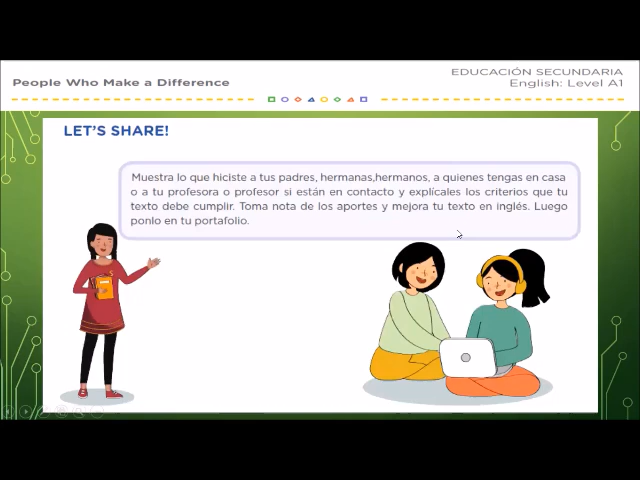 People Who Make a Difference
EDUCACIÓN SECUNDARIA
English: Level A1
LET'S SHARE!
Muestra lo que hiciste a tus padres, hermanas,hermanos, a quienes tengas en casa
o a tu profesora o profesor si están en contacto y explícales los criterios que tu
texto debe cumplir. Toma nota de los aportes y mejora tu texto en inglés. Luego
ponlo en tu portafolio.